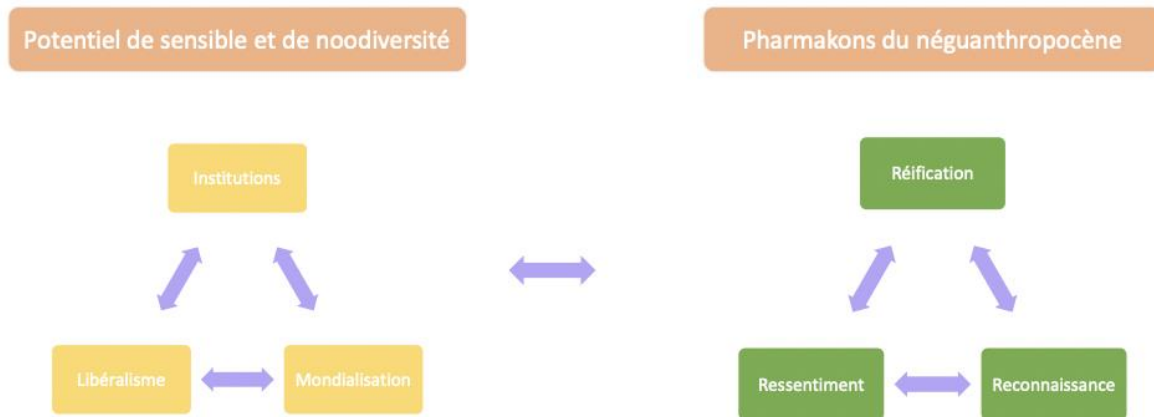 Potentiel de sensible et de noodiversité
Pharmakons du néguanthropocène
Institutions
Réification
Libéralisme
Mondialisation
Ressentiment
Reconnaissance